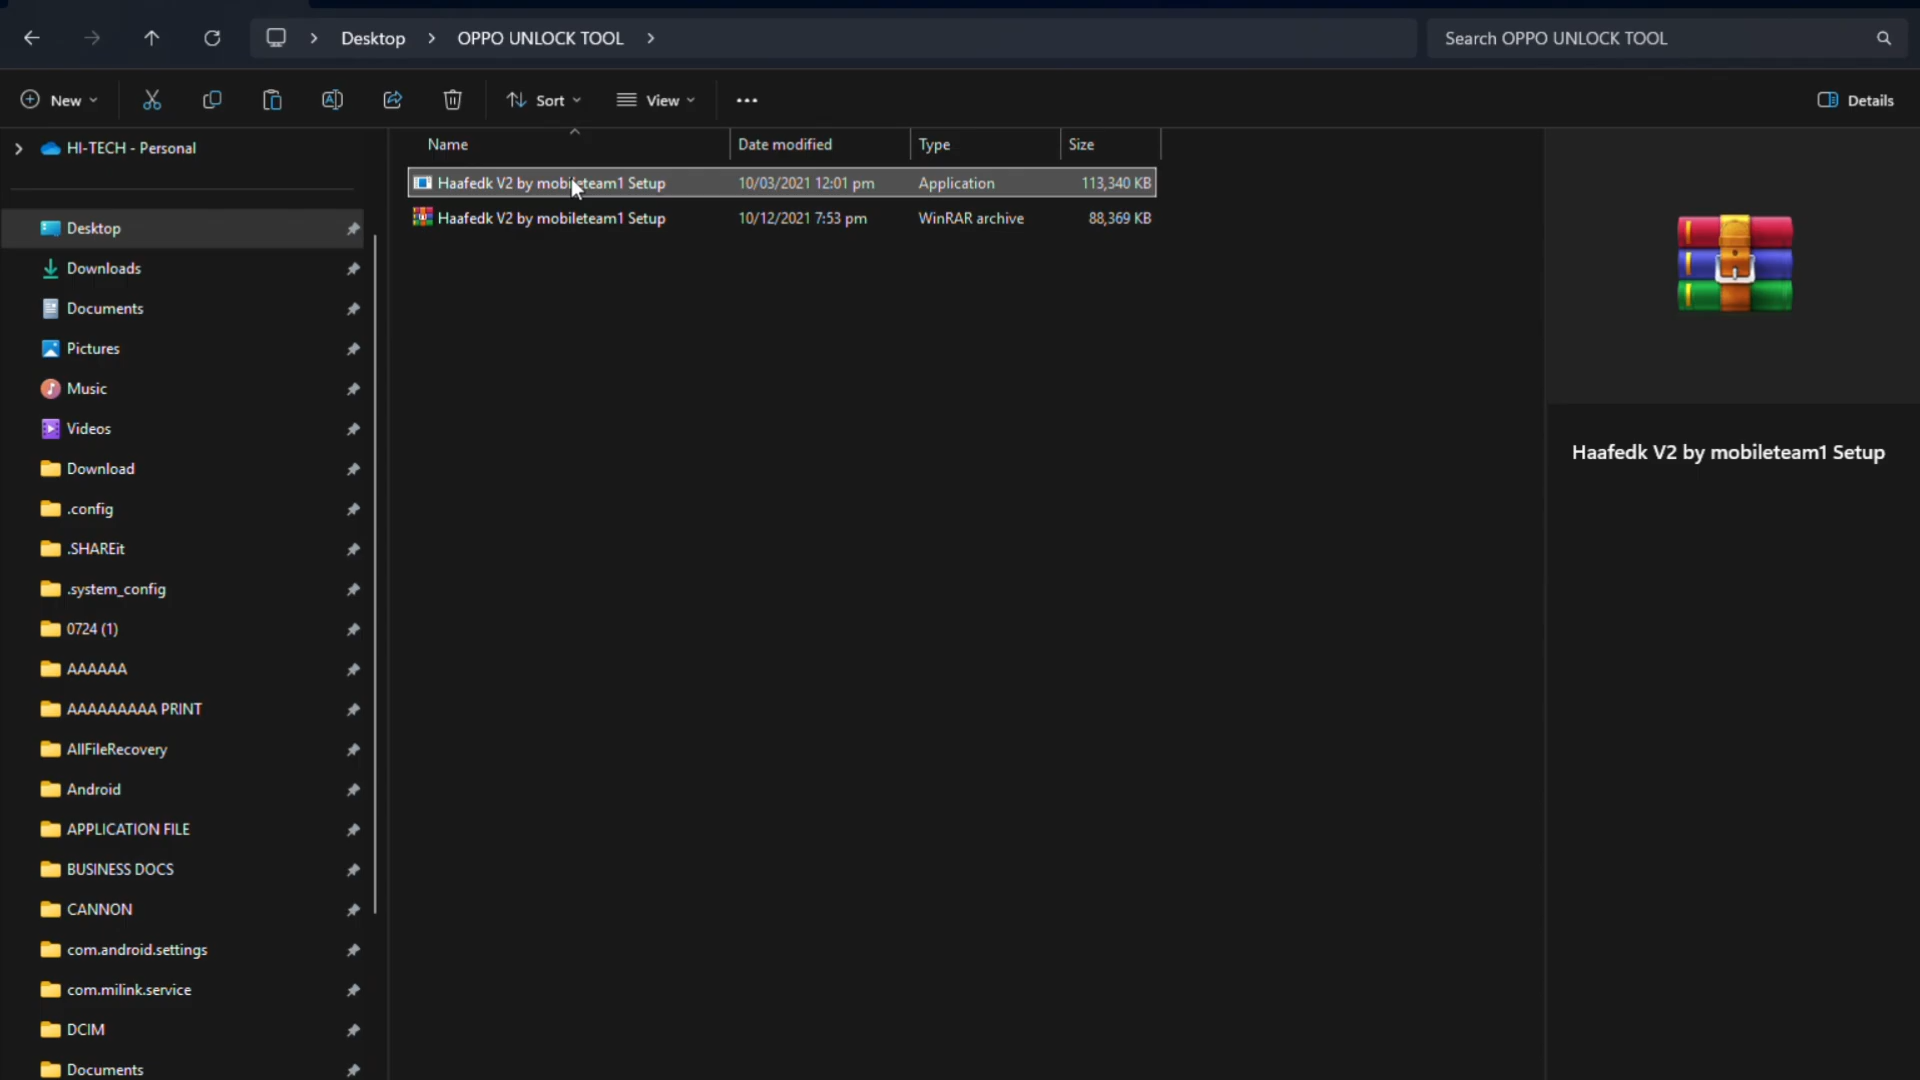 Desktop
OPPO UNLOCK TOOL
Search OPPO UNLOCK TOOL
New
Sort
View
Details
HI-TECH - Personal
Desktop
Downloads
Documents
Pictures
Music
Videos
Download
.config
.SHAREit
.system_config
0724 (1)
AAAAAA
AAAAAAAAA PRINT
AllFileRecovery
Android
APPLICATION FILE
BUSINESS DOCS
CANNON
com.android.settings
com.milink.service
DCIM
Documents
Name Date modified Type Size
Haafedk V2 by mobileteam1 Setup 10/03/2021 12:01 pm Application 113,340 KB
Haafedk V2 by mobileteam1 Setup 10/12/2021 7:53 pm WinRAR archive 88,369 KB
Haafedk V2 by mobileteam1 Setup